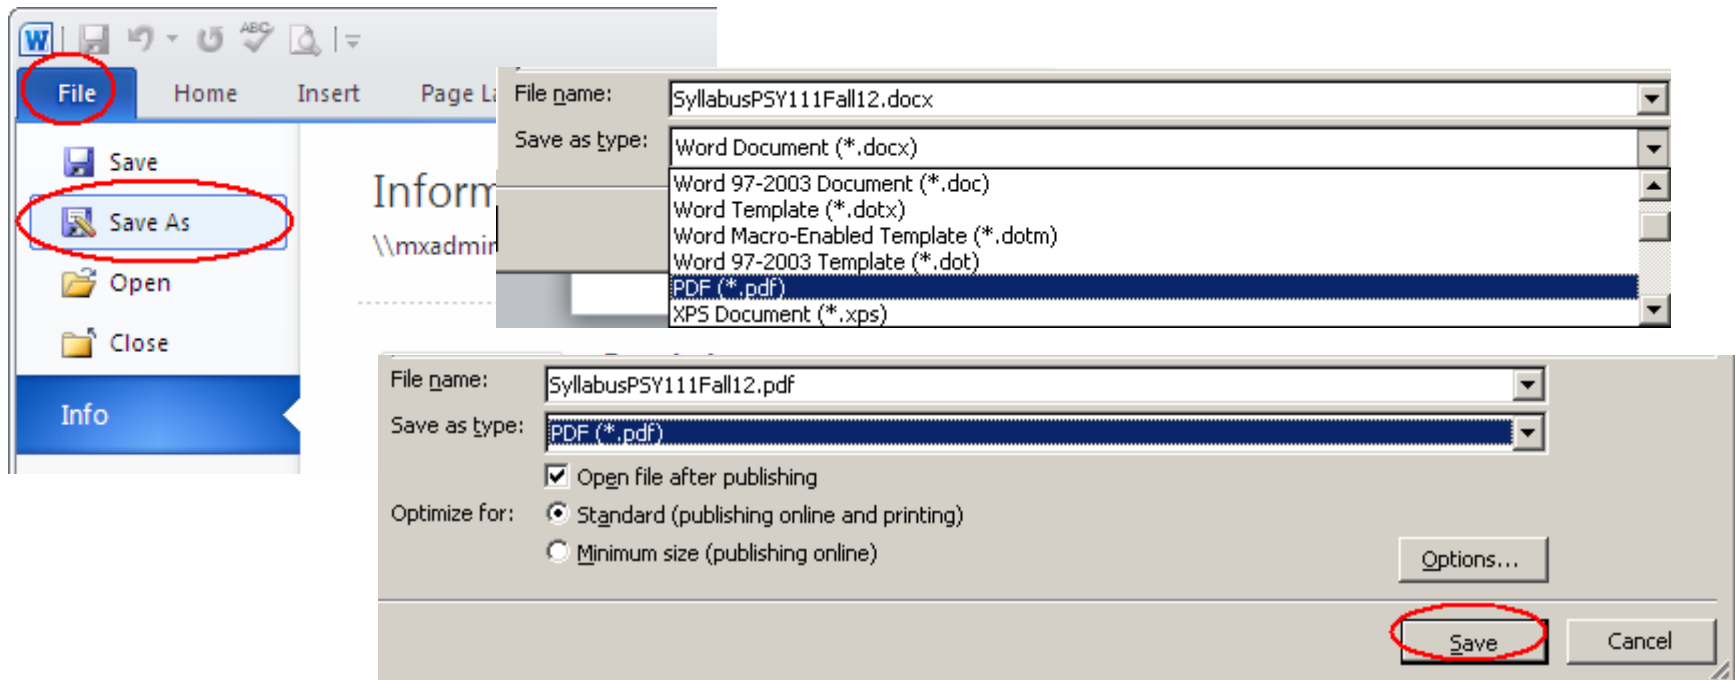 W
ABC
File Home Insert Page La
Save
Save As
Open
Close
Info
Inform
\\mxadmin
File name: SyllabusPSY111Fall12.docx
Save as type: Word Document (*.docx)
Word 97-2003 Document (*.doc)
Word Template (*.dotx)
Word Macro-Enabled Template (*.dotm)
Word 97-2003 Template (*.dot)
PDF (*.pdf)
XPS Document (*.xps)
File name: SyllabusPSY111Fall12.pdf
Save as type: PDF (*.pdf)
Open file after publishing
Optimize for: Standard (publishing online and printing)
Minimum size (publishing online)
Options...
Save Cancel